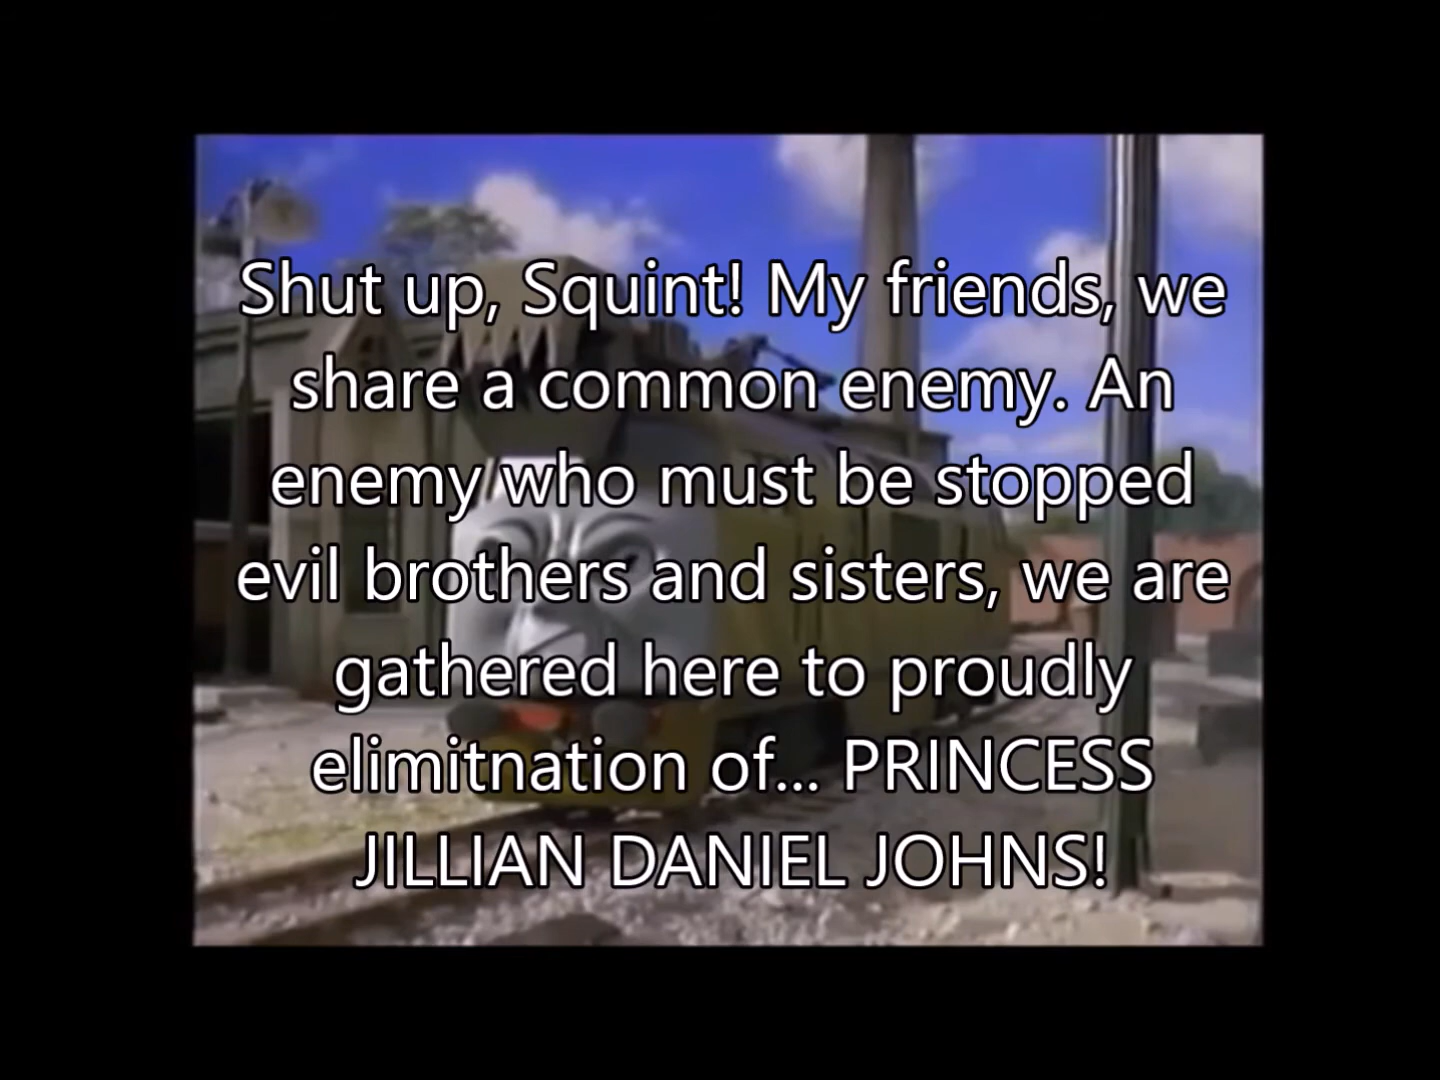 Shut up, Squint! My friends, we
share a common enemy. An
enemy who must be stopped
evil brothers and sisters, we are
gathered here to proudly
elimitnation of... PRINCESS
JILLIAN DANIEL JOHNS!